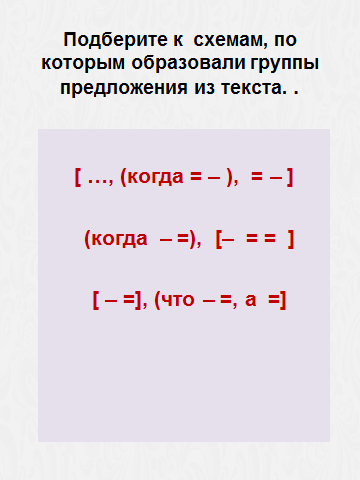 Подберите к схемам, по
которым образовали группы
предложения из текста. .
[ …, (когда = – ), = – ]
(когда – =), [– = = ]
[ – =], (что – =, а =]